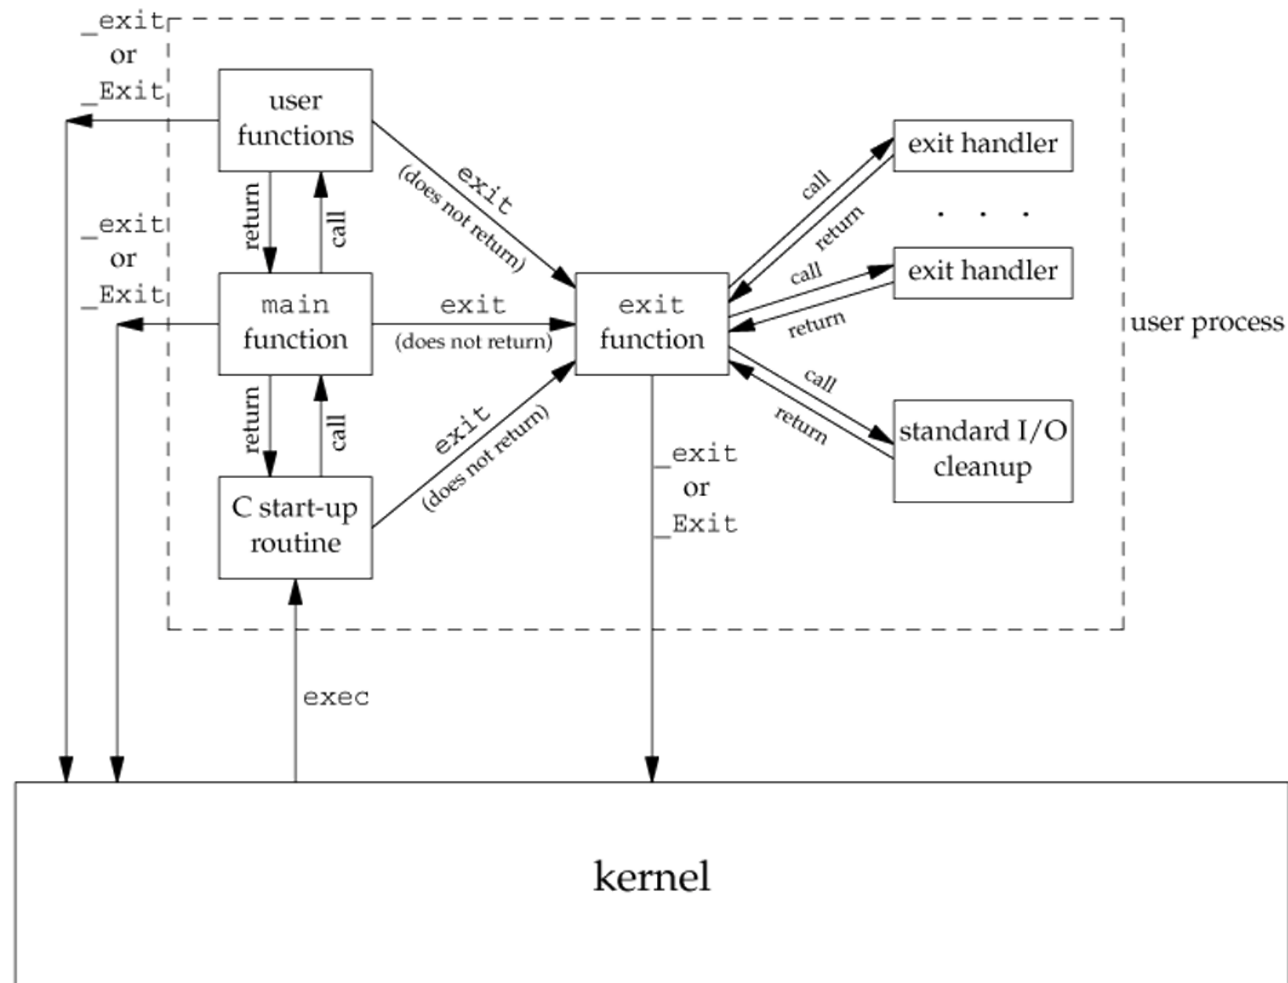 _exit
or
_Exit
user
functions
exit
(does not return)
call
return
exit handler
. . .
return
call
_exit
or
_Exit
call
return
exit handler
main
function
exit
(does not return)
exit
function
user process
return
call
exit
(does not return)
call
return
standard I/O
cleanup
C start-up
routine
_exit
or
_Exit
exec
kernel